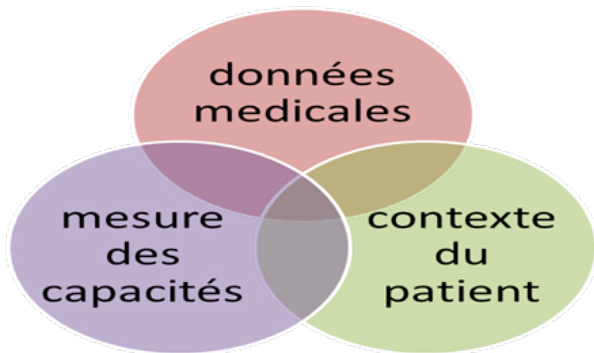 données
medicales
mesure
des
capacités
contexte
du
patient